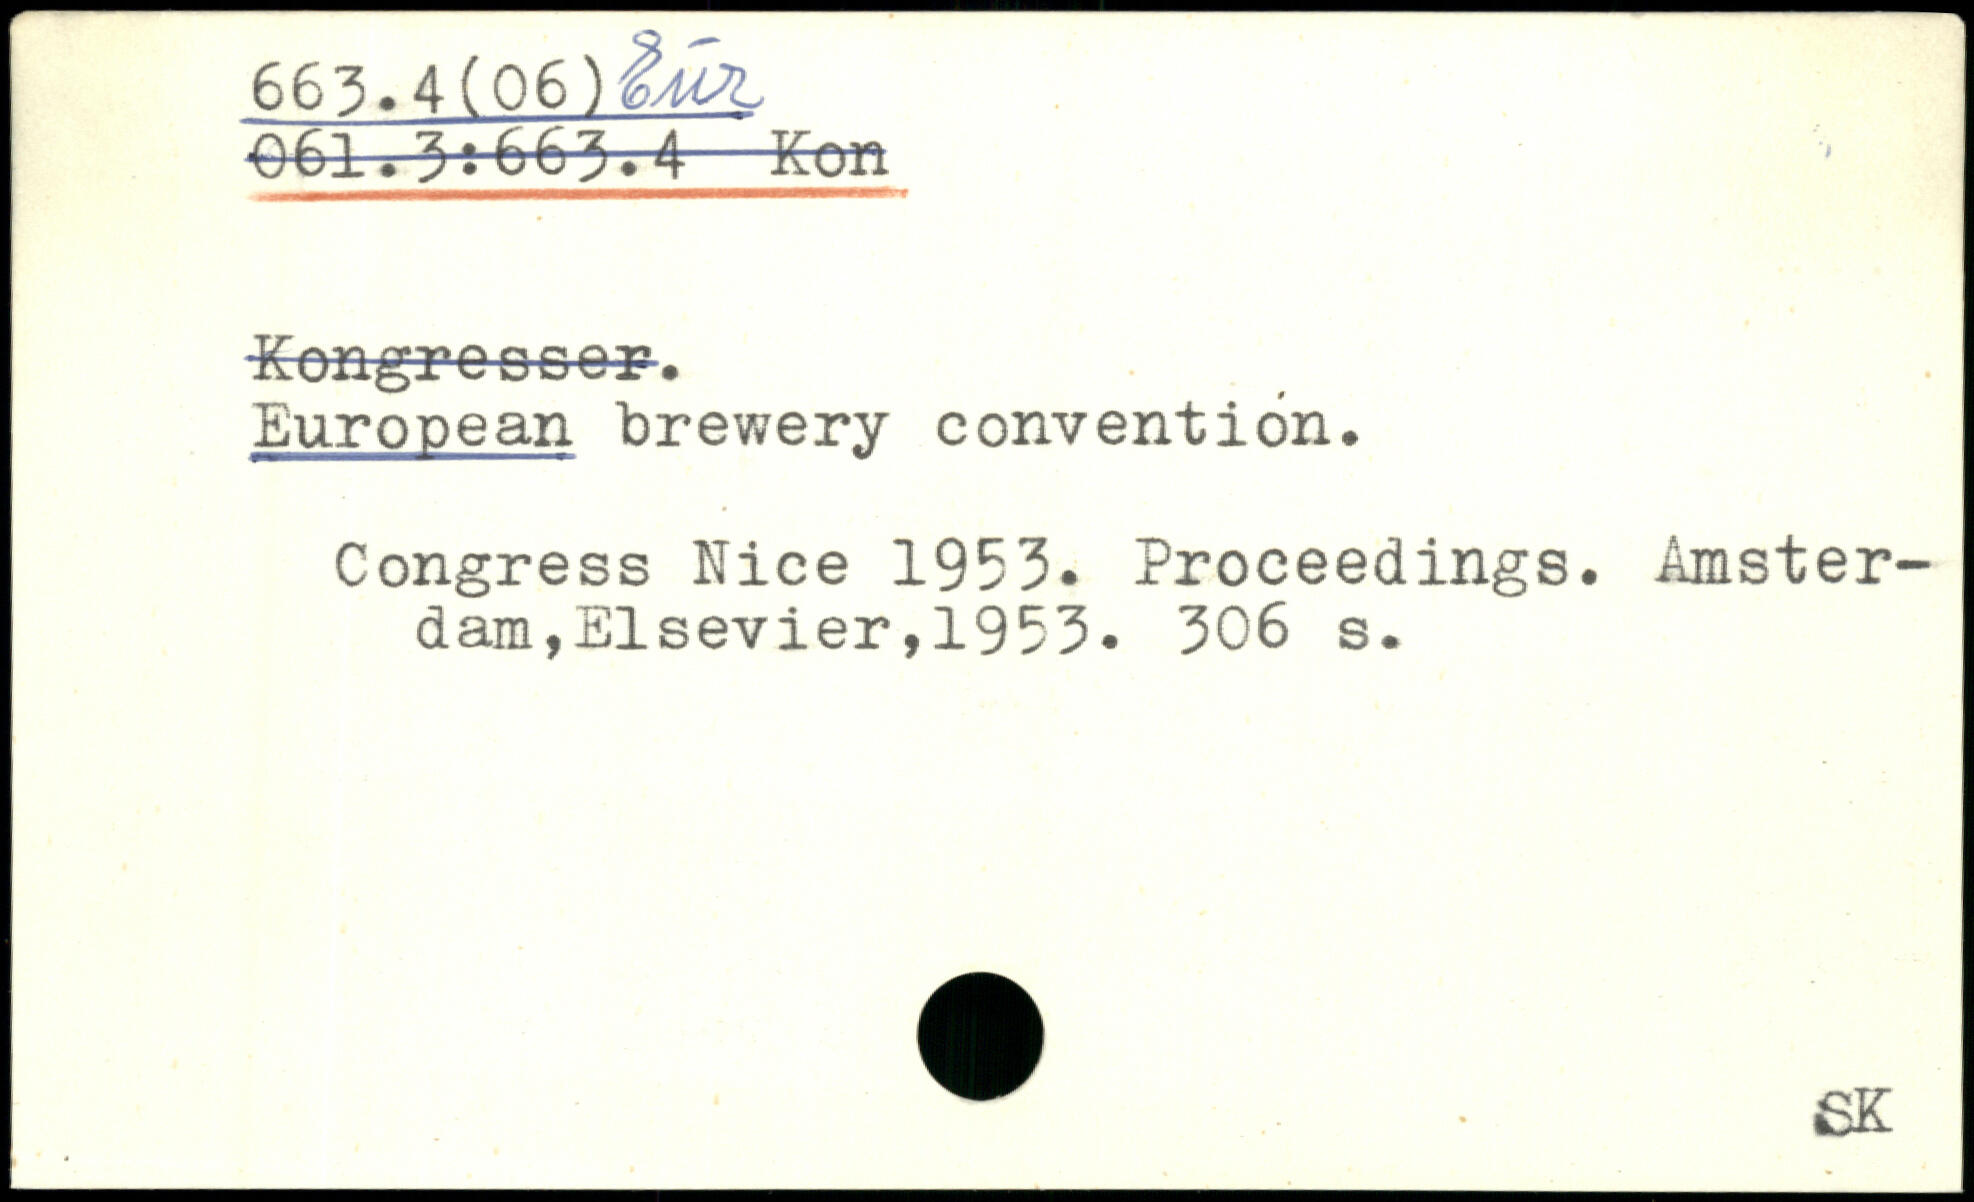 663.4(06) Eur
061.3:663.4 Kon
Kongresser.
European brewery convention.
Congress Nice 1953. Proceedings. Amster-
dam,Elsevier,1953. 306 s.
SK